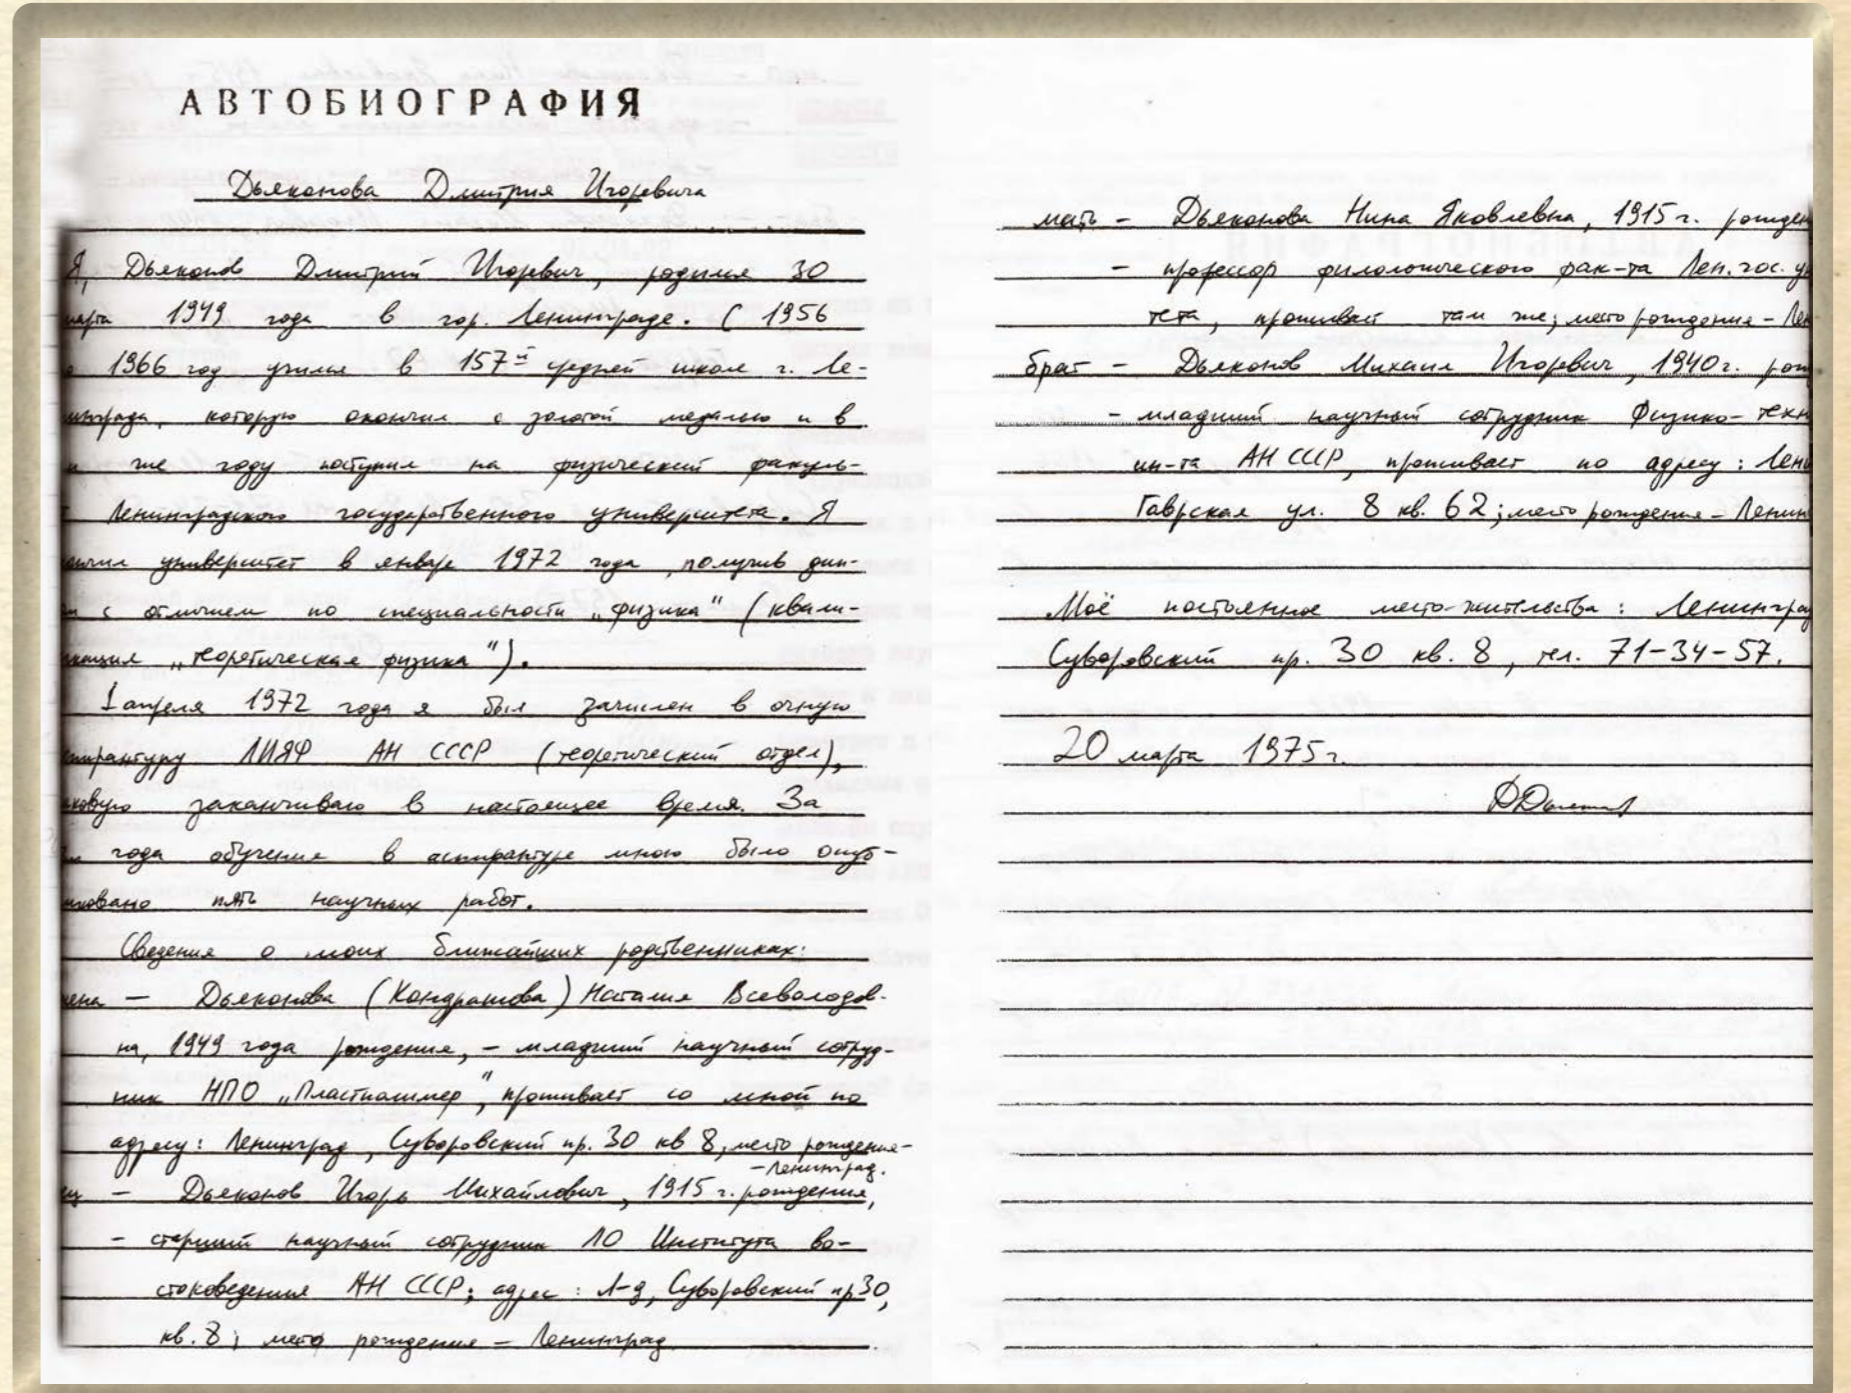 АВТОБИОГРАФИЯ
Дьяконова Дмитрия Игоревича
Я, Дьяконов Дмитрий Игоревич, родился 30
марта 1949 года в гор. Ленинграде. С 1956
1966 год учился в 157й средней школе г. Ле-
нинграда, которую окончил с золотой медалью и в
же году поступил на физический факуль-
т Ленинградского государственного университета. Я
окончил университет в январе 1972 года, получив дип-
с отличием по специальности „физика" (квали-
кация „теоретическая физика").
1 апреля 1972 года я был зачислен в очную
аспирантуру ЛИЯФ АН СССР (теоретический отдел),
которую заканчиваю в настоящее время. За
года обучения в аспирантуре мною было опуб-
ликовано пять научных работ.
Сведения о моих ближайших родственниках:
жена — Дьяконова (Кондрашова) Наталия Всеволодов-
на, 1949 года рождения, – младший научный сотруд-
ник НПО „Пластполимер", проживает со мной по
адресу: Ленинград, Суворовский пр. 30 кв 8, место рождения –
– Ленинград.
ец – Дьяконов Игорь Михайлович, 1915 г. рождения,
– старший научный сотрудник ЛО Института во-
стоковедения АН СССР; адрес: Л-д, Суворовский пр 30,
кв. 8; место рождения – Ленинград
мать – Дьяконова Нина Яковлевна, 1915 г. рожден
– профессор филологического фак-та Лен. гос. ун
тета, проживает там же; место рождения – Лен
брат – Дьяконов Михаил Игоревич, 1940 г. рож
– младший научный сотрудник Физико-техн
ин-та АН СССР, проживает по адресу: Лени
Таврская ул. 8 кв. 62; место рождения – Ленин
Моё постоянное место-жительства: Ленинград
Суворовский пр. 30 кв. 8, тел. 71-34-57.
20 марта 1975 г.